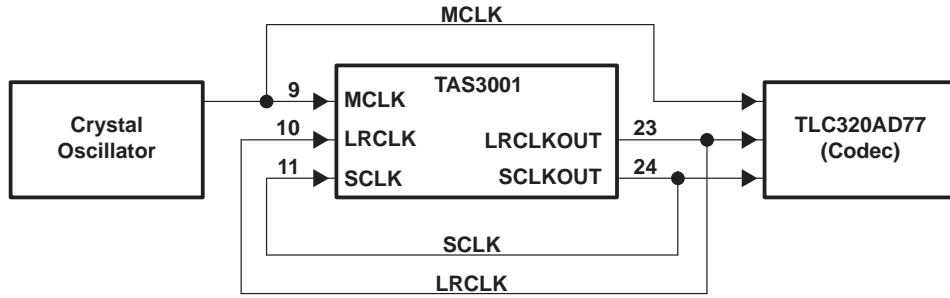 MCLK
TAS3001
Crystal
Oscillator
9
MCLK
10
LRCLK
11
SCLK
LRCLKOUT
23
SCLKOUT
24
TLC320AD77
(Codec)
SCLK
LRCLK